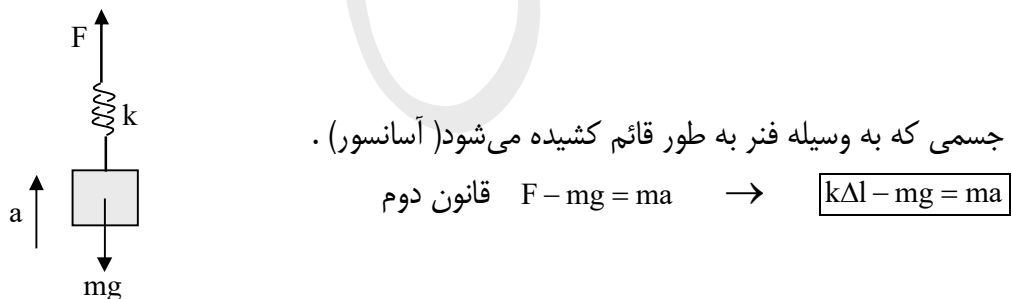 F
k
a
mg
جسمی که به وسیله فنر به طور قائم کشیده می‌شود( آسانسور) .
قانون دوم F – mg = ma → kΔl – mg = ma